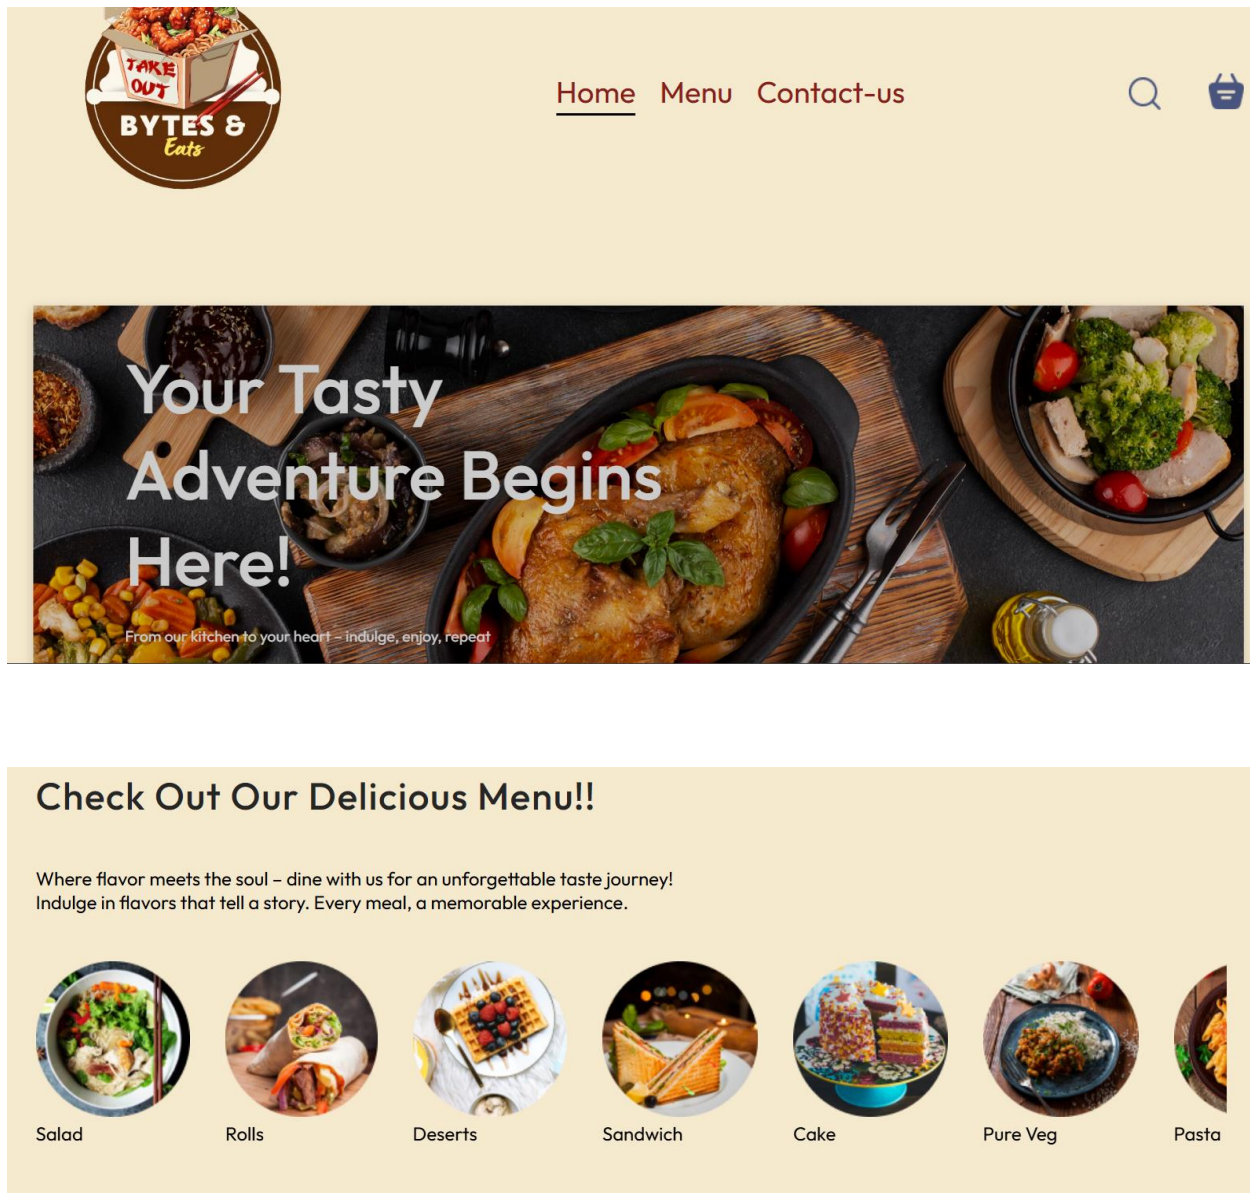 TAKE
OUT
BYTES &
Eats
Home Menu Contact-us
Your Tasty
Adventure Begins
Here!
From our kitchen to your heart – indulge, enjoy, repeat
Check Out Our Delicious Menu!!
Where flavor meets the soul – dine with us for an unforgettable taste journey!
Indulge in flavors that tell a story. Every meal, a memorable experience.
Salad Rolls Deserts Sandwich Cake Pure Veg Pasta